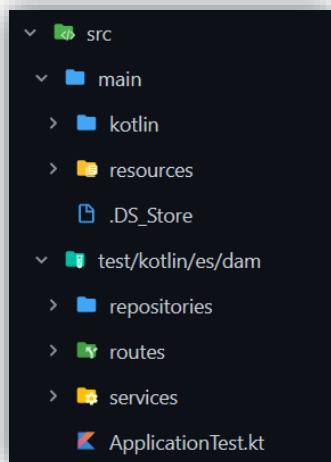 src
main
kotlin
resources
.DS_Store
test/kotlin/es/dam
repositories
routes
services
ApplicationTest.kt